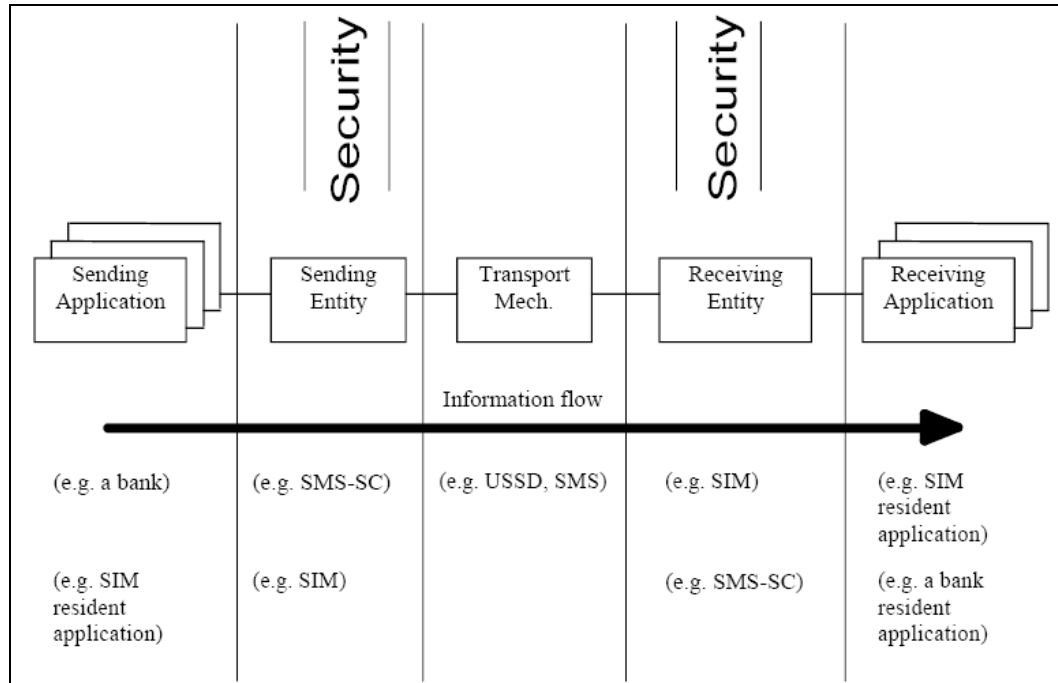 Security
Security
Sending
Application
Sending
Entity
Transport
Mech.
Receiving
Entity
Receiving
Application
Information flow
(e.g. a bank)
(e.g. SMS-SC)
(e.g. USSD, SMS)
(e.g. SIM)
(e.g. SIM
resident
application)
(e.g. SIM
resident
application)
(e.g. SIM)
(e.g. SMS-SC)
(e.g. a bank
resident
application)